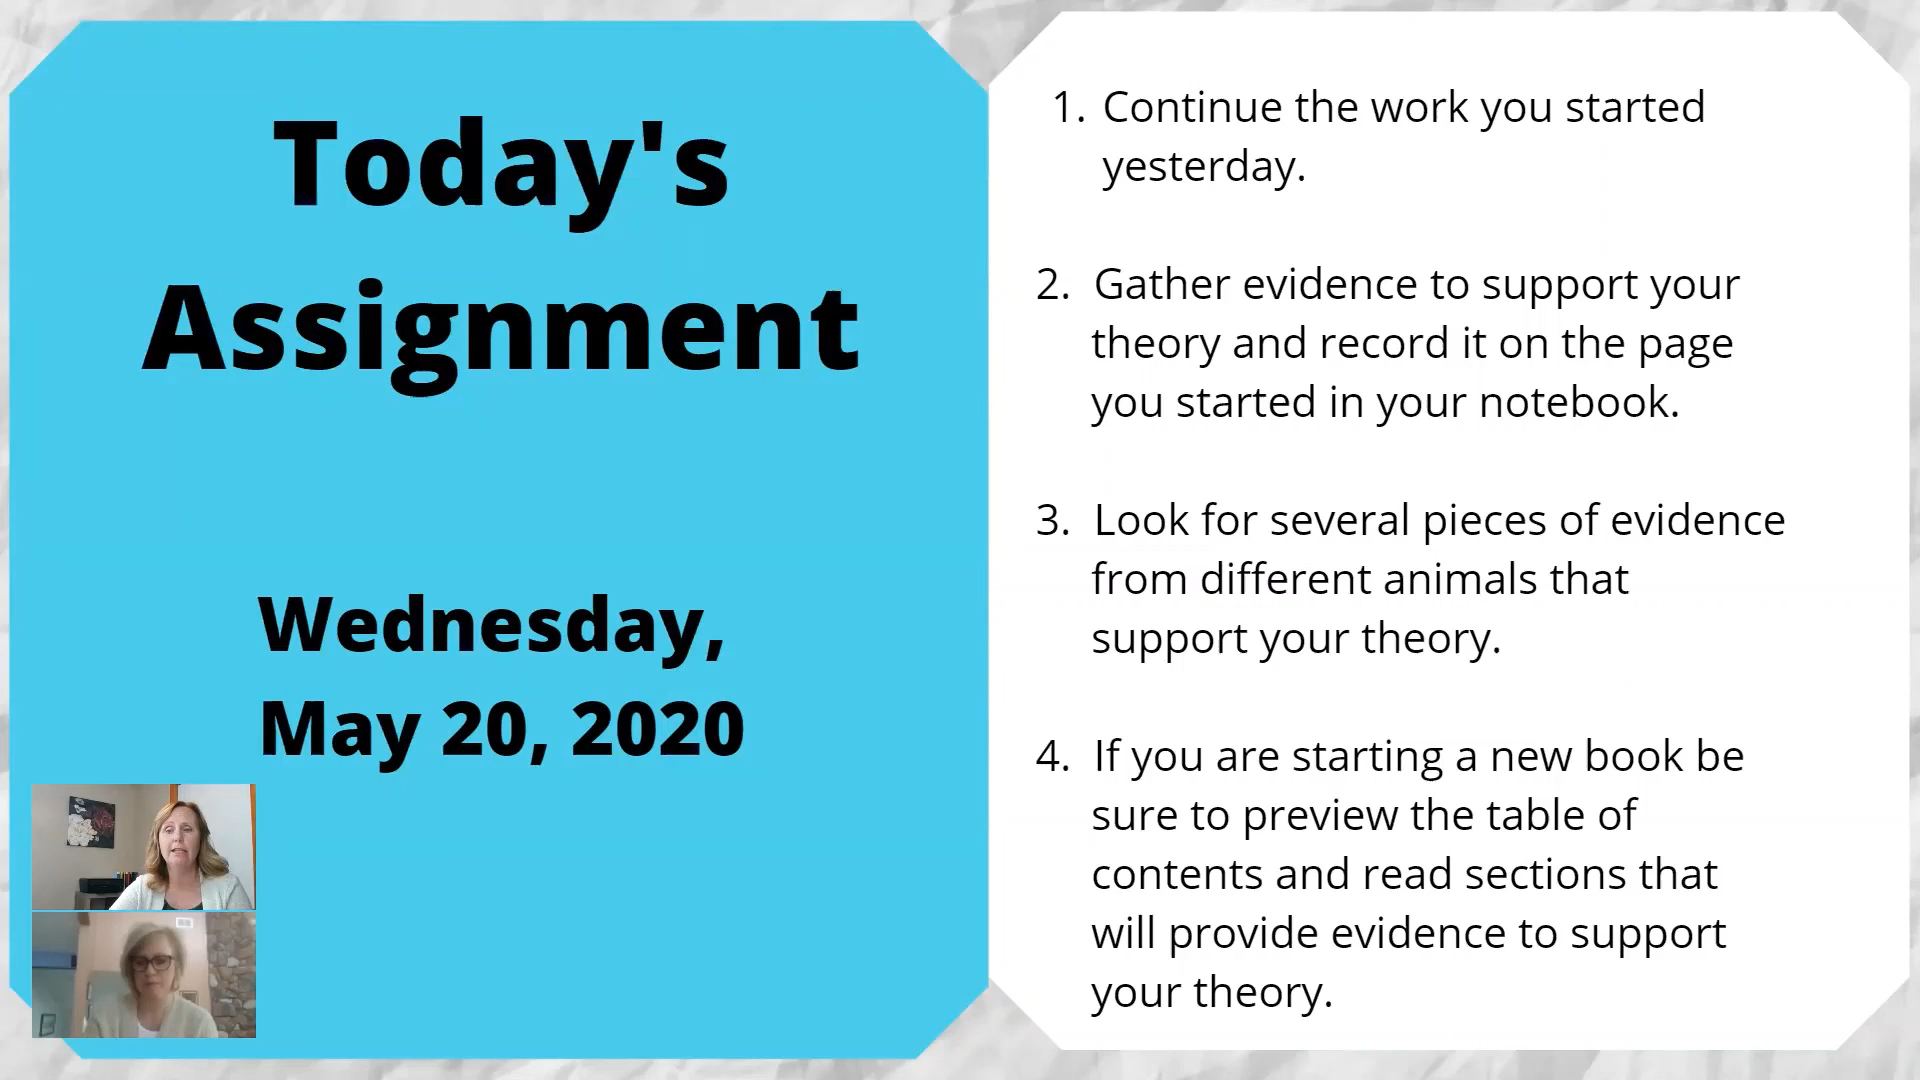 Today's
Assignment
Wednesday,
May 20, 2020
1. Continue the work you started
yesterday.
2. Gather evidence to support your
theory and record it on the page
you started in your notebook.
3. Look for several pieces of evidence
from different animals that
support your theory.
4. If you are starting a new book be
sure to preview the table of
contents and read sections that
will provide evidence to support
your theory.